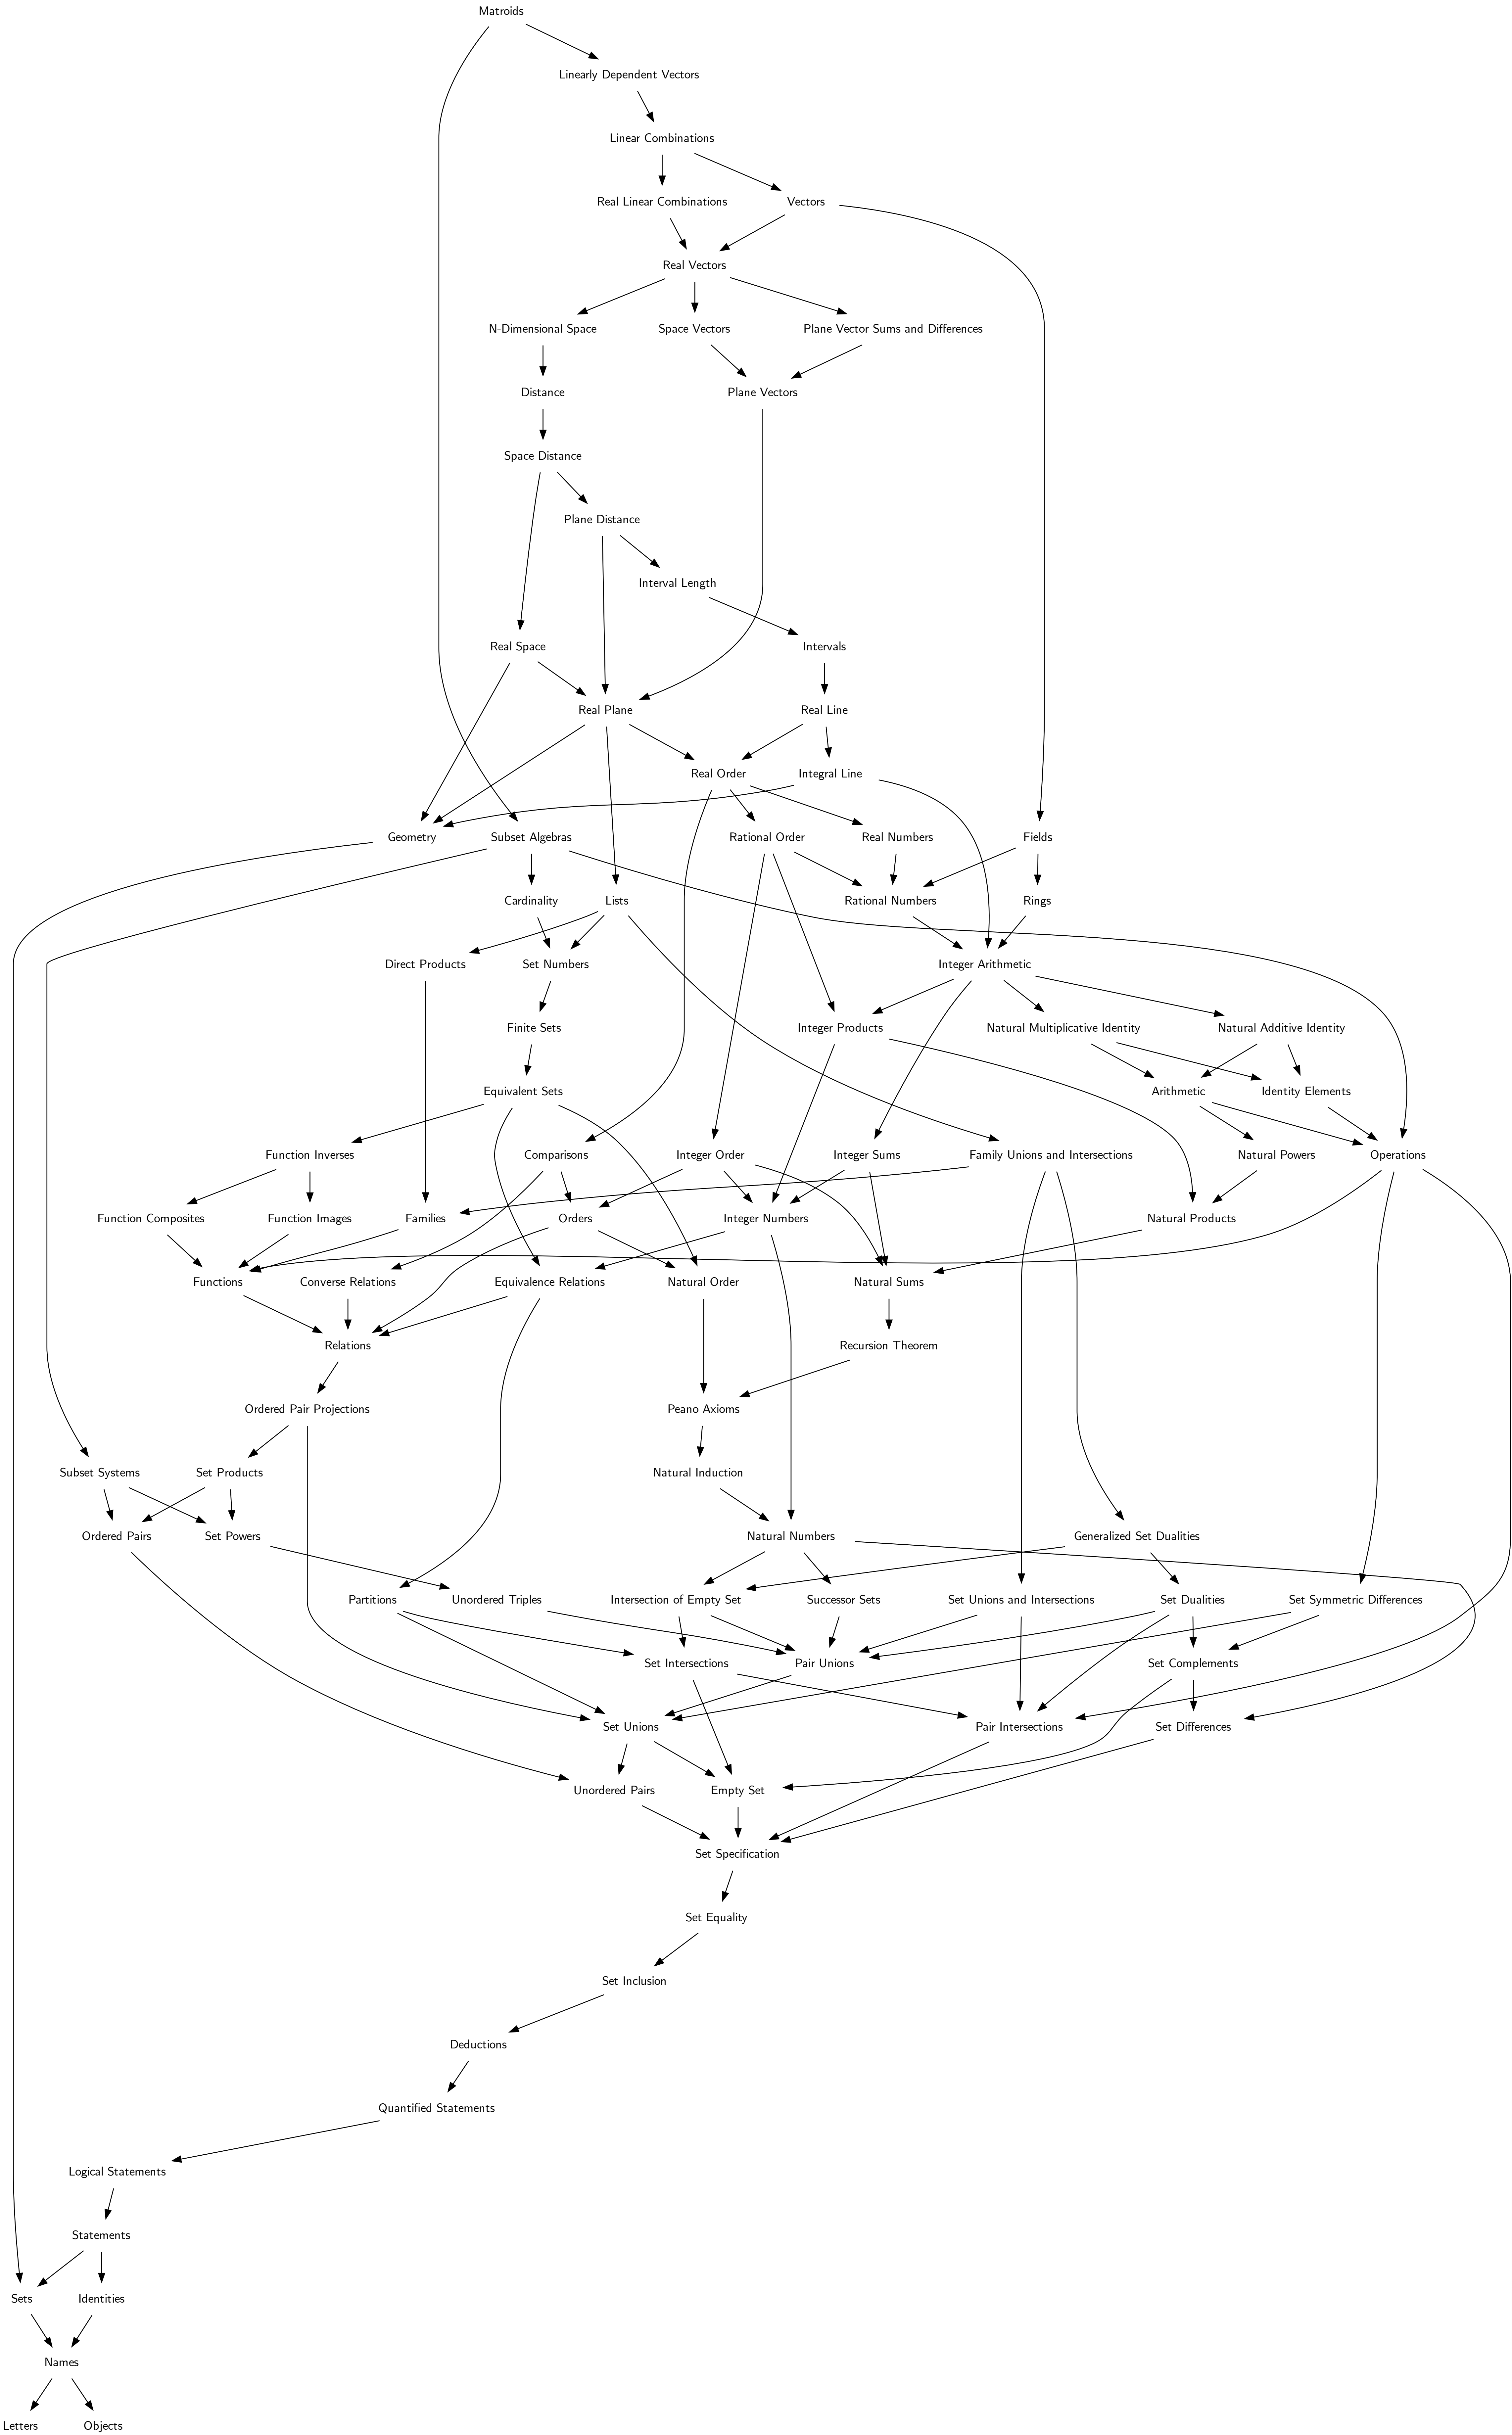 Matroids
Linearly Dependent Vectors
Linear Combinations
Real Linear Combinations
Vectors
Real Vectors
N-Dimensional Space
Space Vectors
Plane Vector Sums and Differences
Distance
Plane Vectors
Space Distance
Plane Distance
Interval Length
Real Space
Intervals
Real Plane
Real Line
Real Order
Integral Line
Geometry
Subset Algebras
Rational Order
Real Numbers
Fields
Cardinality
Lists
Rational Numbers
Rings
Direct Products
Set Numbers
Integer Arithmetic
Finite Sets
Integer Products
Natural Multiplicative Identity
Natural Additive Identity
Equivalent Sets
Arithmetic
Identity Elements
Function Inverses
Comparisons
Integer Order
Integer Sums
Family Unions and Intersections
Natural Powers
Operations
Function Composites
Function Images
Families
Orders
Integer Numbers
Natural Products
Functions
Converse Relations
Equivalence Relations
Natural Order
Natural Sums
Relations
Recursion Theorem
Ordered Pair Projections
Peano Axioms
Subset Systems
Set Products
Natural Induction
Ordered Pairs
Set Powers
Natural Numbers
Generalized Set Dualities
Partitions
Unordered Triples
Intersection of Empty Set
Successor Sets
Set Unions and Intersections
Set Dualities
Set Symmetric Differences
Set Intersections
Pair Unions
Set Complements
Set Unions
Pair Intersections
Set Differences
Unordered Pairs
Empty Set
Set Specification
Set Equality
Set Inclusion
Deductions
Quantified Statements
Logical Statements
Statements
Sets
Identities
Names
Letters
Objects